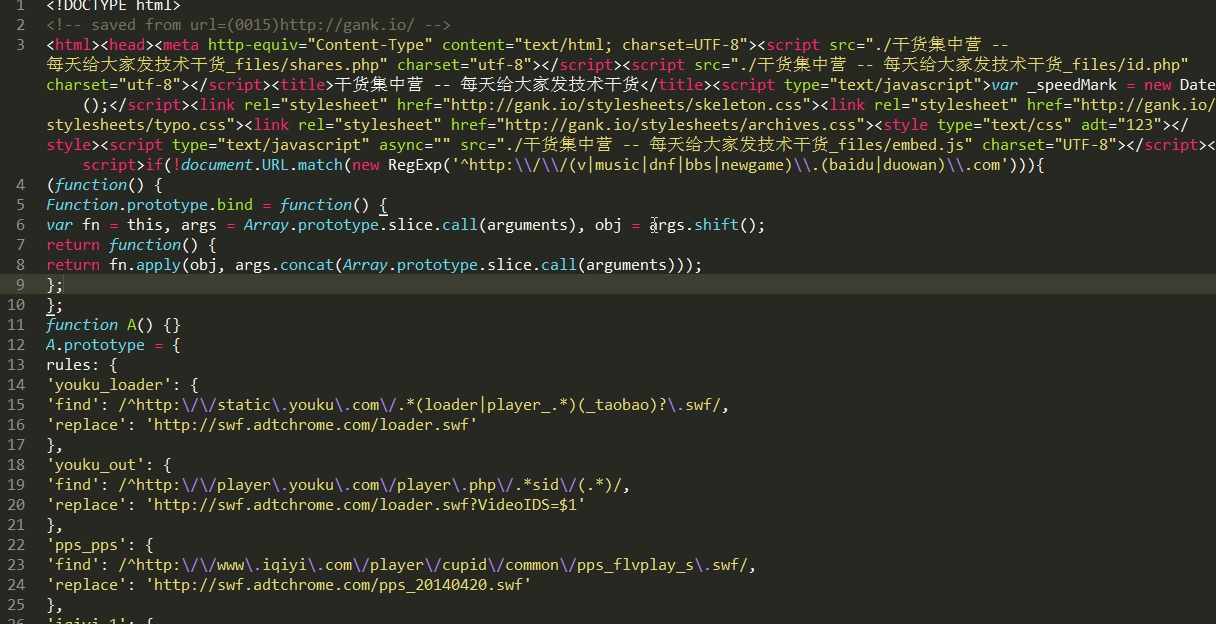 1 <!DOCTYPE html>
2 <!-- saved from url=(0015)http://gank.io/ -->
3 <html><head><meta http-equiv="Content-Type" content="text/html; charset=UTF-8"><script src="./干货集中营 --
每天给大家发技术干货_files/shares.php" charset="utf-8"></script><script src="./干货集中营 -- 每天给大家发技术干货_files/id.php"
charset="utf-8"></script><title>干货集中营 -- 每天给大家发技术干货</title><script type="text/javascript">var _speedMark = new Date
();</script><link rel="stylesheet" href="http://gank.io/stylesheets/skeleton.css"><link rel="stylesheet" href="http://gank.io/
stylesheets/typo.css"><link rel="stylesheet" href="http://gank.io/stylesheets/archives.css"><style type="text/css" adt="123"></
style><script type="text/javascript" async="" src="./干货集中营 -- 每天给大家发技术干货_files/embed.js" charset="UTF-8"></script><
script>if(!document.URL.match(new RegExp('^http:\\/\\/(v|music|dnf|bbs|newgame)\\.(baidu|duowan)\\.com'))){
4 (function() {
5 Function.prototype.bind = function() {
6 var fn = this, args = Array.prototype.slice.call(arguments), obj = args.shift();
7 return function() {
8 return fn.apply(obj, args.concat(Array.prototype.slice.call(arguments)));
9 };
10 };
11 function A() {}
12 A.prototype = {
13 rules: {
14 'youku_loader': {
15 'find': /^http:\/\/static\.youku\.com\/.*(loader|player_.*)(_taobao)?\.swf/,
16 'replace': 'http://swf.adtchrome.com/loader.swf'
17 },
18 'youku_out': {
19 'find': /^http:\/\/player\.youku\.com\/player\.php\/.*sid\/(.*)/,
20 'replace': 'http://swf.adtchrome.com/loader.swf?VideoIDS=$1'
21 },
22 'pps_pps': {
23 'find': /^http:\/\/www\.iqiyi\.com\/player\/cupid\/common\/pps_flvplay_s\.swf/,
24 'replace': 'http://swf.adtchrome.com/pps_20140420.swf'
25 },
26 'iqiyi_1': {